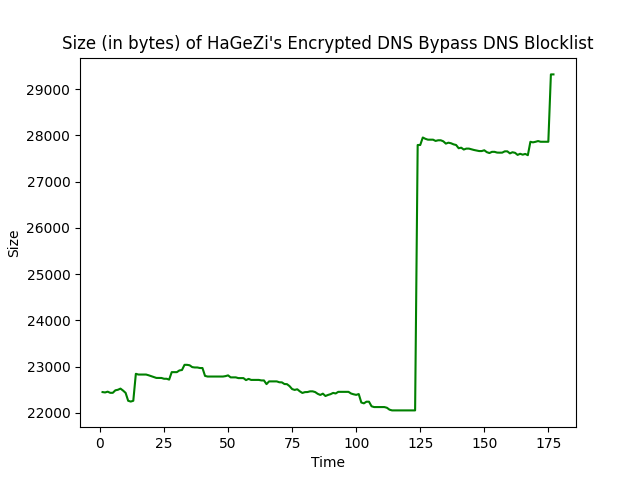 Size (in bytes) of HaGeZi's Encrypted DNS Bypass DNS Blocklist
29000
28000
27000
26000
25000
24000
23000
22000
Size
0 25 50 75 100 125 150 175
Time